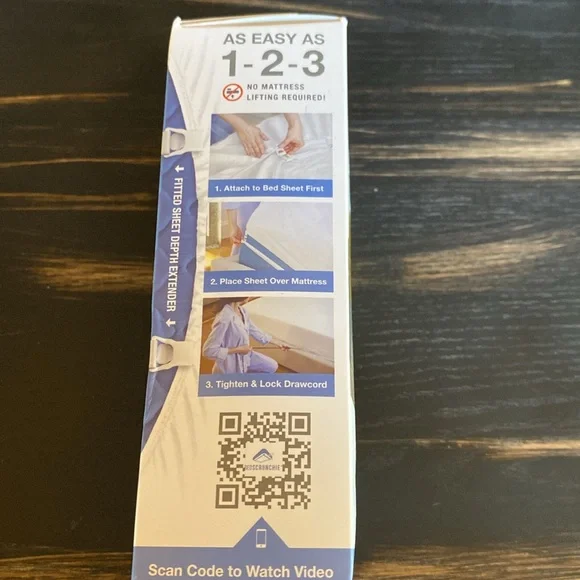 AS EASY AS
1-2-3
NO MATTRESS
LIFTING REQUIRED!
1. Attach to Bed Sheet First
FITTED SHEET DEPTH EXTENDER
2. Place Sheet Over Mattress
3. Tighten & Lock Drawcord
BEDSCRUNCHIE
Scan Code to Watch Video